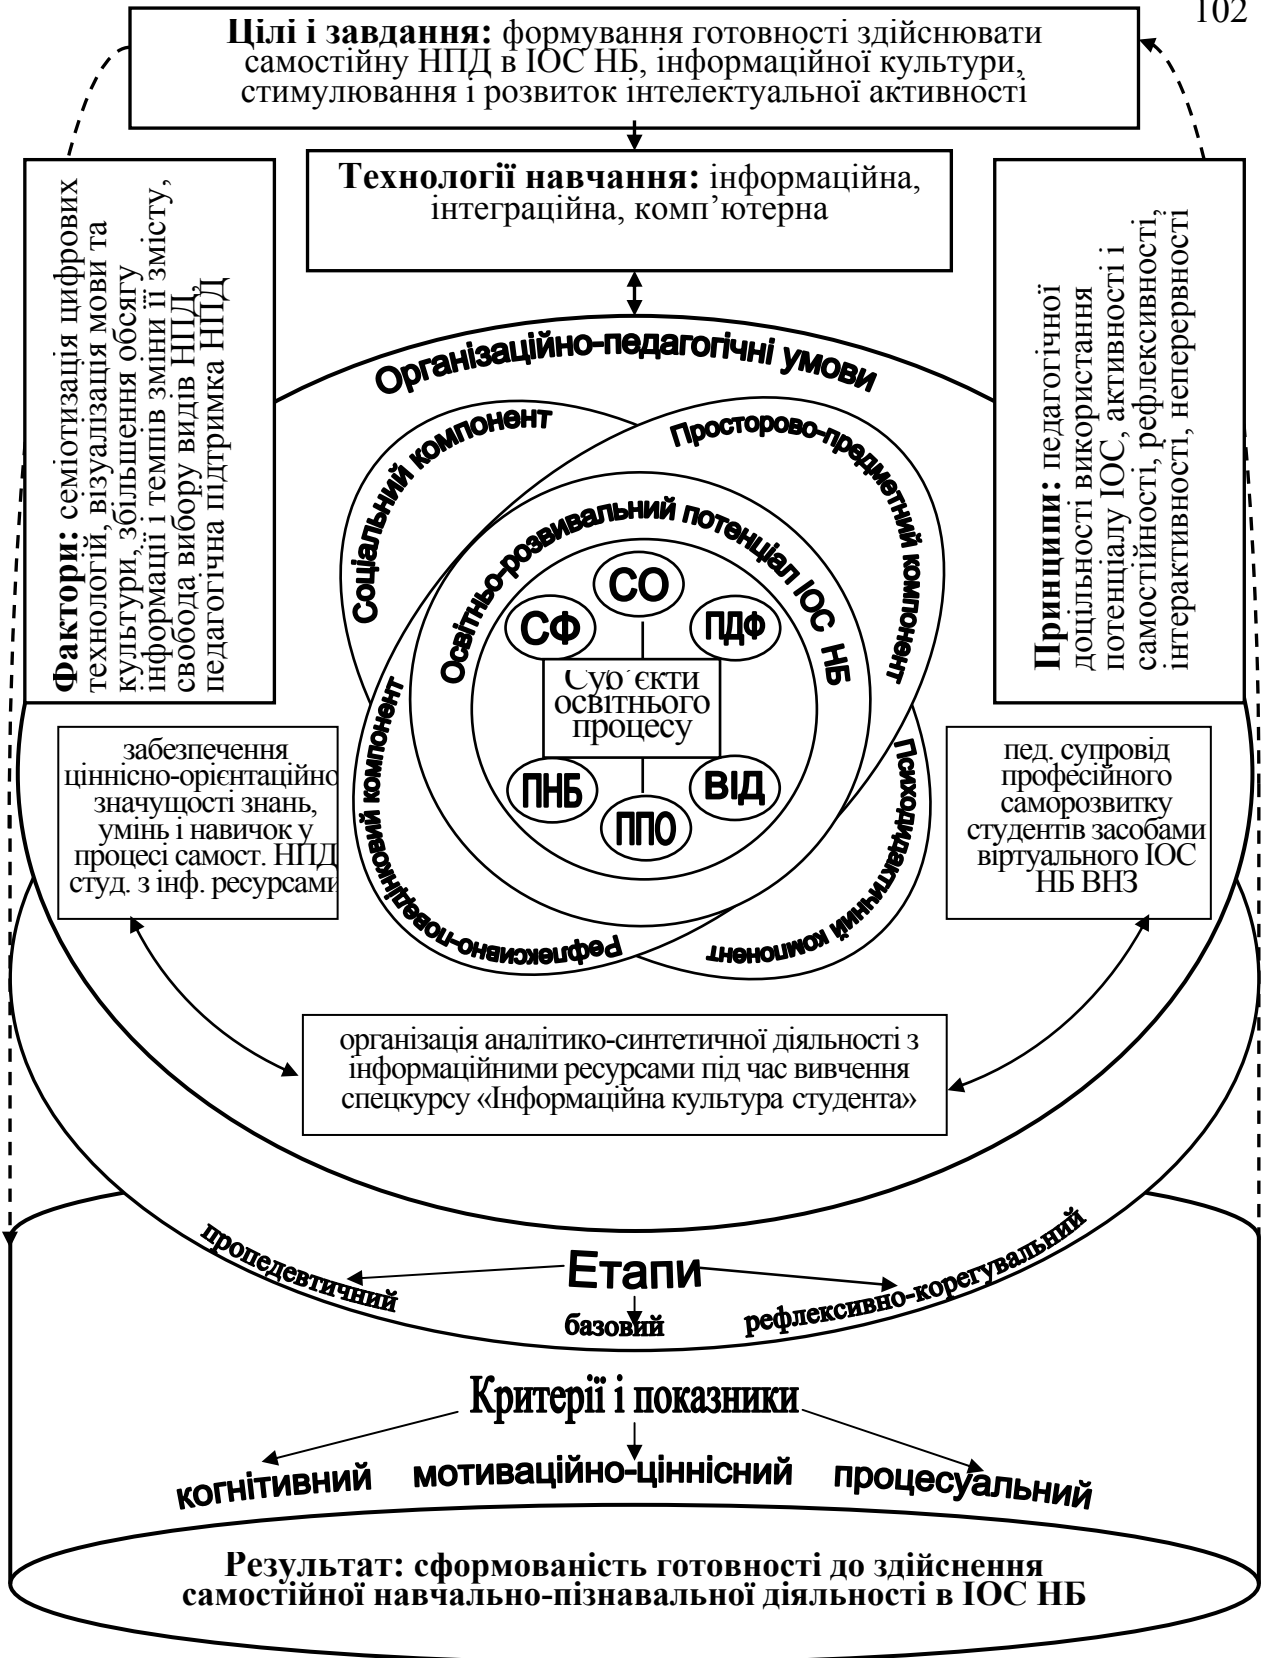 102
Цілі і завдання: формування готовності здійснювати
самостійну НПД в ІОС НБ, інформаційної культури,
стимулювання і розвиток інтелектуальної активності
Технології навчання: інформаційна,
інтеграційна, комп’ютерна
Фактори: семіотизація цифрових
технологій, візуалізація мови та
культури, збільшення обсягу
інформації і темпів зміни її змісту,
свобода вибору видів НПД,
педагогічна підтримка НПД
Принципи: педагогічної
доцільності використання
потенціалу ІОС, активності і
самостійності, рефлексивності,
інтерактивності, неперервності
Організаційно-педагогічні умови
Соціальний компонент
Просторово-предметний компонент
Освітньо-розвивальний потенціал ІОС НБ
СО
СФ
ПДФ
Суб´єкти
освітнього
процесу
ПНБ
ВІД
ППО
Рефлексивно-поведінковий компонент
Психодидактичний компонент
забезпечення
ціннісно-орієнтаційно
значущості знань,
умінь і навичок у
процесі самост. НПД
студ. з інф. ресурсами
пед. супровід
професійного
саморозвитку
студентів засобами
віртуального ІОС
НБ ВНЗ
організація аналітико-синтетичної діяльності з
інформаційними ресурсами під час вивчення
спецкурсу «Інформаційна культура студента»
Етапи
пропедевтичний
базовий
рефлексивно-корегувальний
Критерії і показники
когнітивний
мотиваційно-ціннісний
процесуальний
Результат: сформованість готовності до здійснення
самостійної навчально-пізнавальної діяльності в ІОС НБ